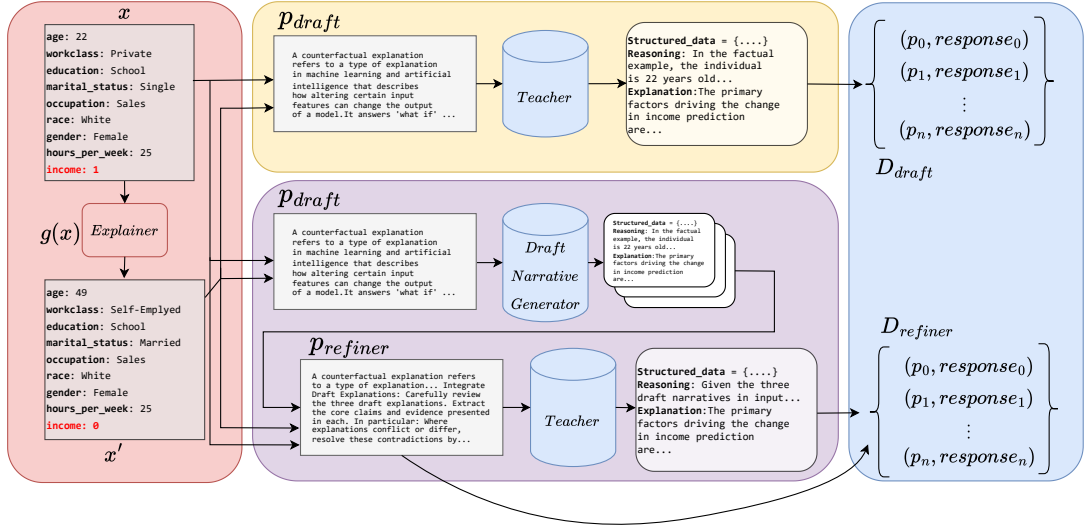 x
age: 22
workclass: Private
education: School
marital_status: Single
occupation: Sales
race: White
gender: Female
hours_per_week: 25
income: 1
g(x)
Explainer
age: 49
workclass: Self-Emplyed
education: School
marital_status: Married
occupation: Sales
race: White
gender: Female
hours_per_week: 25
income: 0
x′
p_draft
A counterfactual explanation
refers to a type of explanation
in machine learning and artificial
intelligence that describes
how altering certain input
features can change the output
of a model.It answers 'what if' ...
Teacher
Structured_data = {....}
Reasoning: In the factual
example, the individual
is 22 years old...
Explanation:The primary
factors driving the change
in income prediction
are...
p_draft
A counterfactual explanation
refers to a type of explanation
in machine learning and artificial
intelligence that describes
how altering certain input
features can change the output
of a model.It answers 'what if' ...
Draft
Narrative
Generator
Structured_data = {....}
Reasoning: In the factual
example, the individual
is 22 years old...
Explanation:The primary
factors driving the change
in income prediction
are...
p_refiner
A counterfactual explanation refers
to a type of explanation... Integrate
Draft Explanations: Carefully review
the three draft explanations. Extract
the core claims and evidence presented
in each. In particular: Where
explanations conflict or differ,
resolve these contradictions by...
Teacher
Structured_data = {....}
Reasoning: Given the three
draft narratives in input...
Explanation:The primary
factors driving the change
in income prediction
are...
(p_0, response_0)
(p_1, response_1)
⋮
(p_n, response_n)
D_draft
D_refiner
(p_0, response_0)
(p_1, response_1)
⋮
(p_n, response_n)